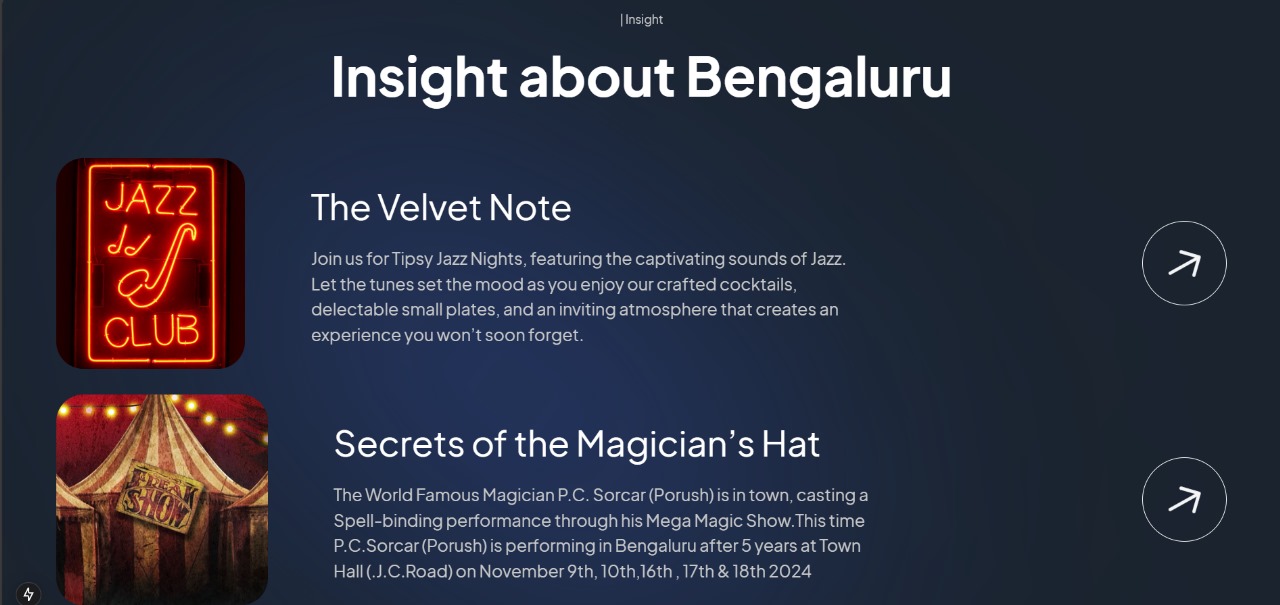 | Insight
Insight about Bengaluru
JAZZ
CLUB
The Velvet Note
Join us for Tipsy Jazz Nights, featuring the captivating sounds of Jazz.
Let the tunes set the mood as you enjoy our crafted cocktails,
delectable small plates, and an inviting atmosphere that creates an
experience you won’t soon forget.
FREAK
SHOW
Secrets of the Magician’s Hat
The World Famous Magician P.C. Sorcar (Porush) is in town, casting a
Spell-binding performance through his Mega Magic Show.This time
P.C.Sorcar (Porush) is performing in Bengaluru after 5 years at Town
Hall (.J.C.Road) on November 9th, 10th,16th , 17th & 18th 2024